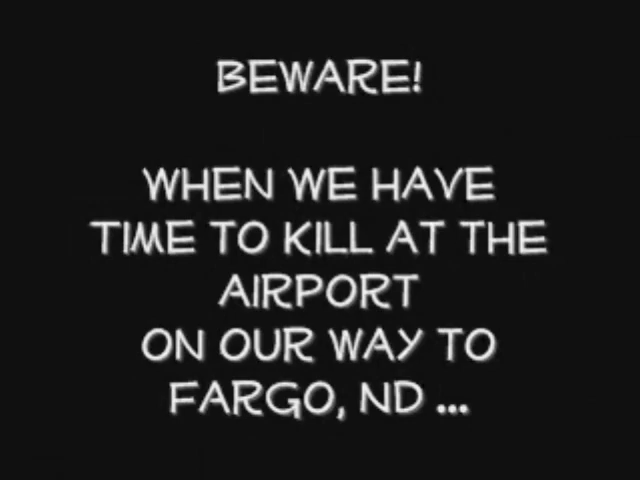 BEWARE!
WHEN WE HAVE
TIME TO KILL AT THE
AIRPORT
ON OUR WAY TO
FARGO, ND ...